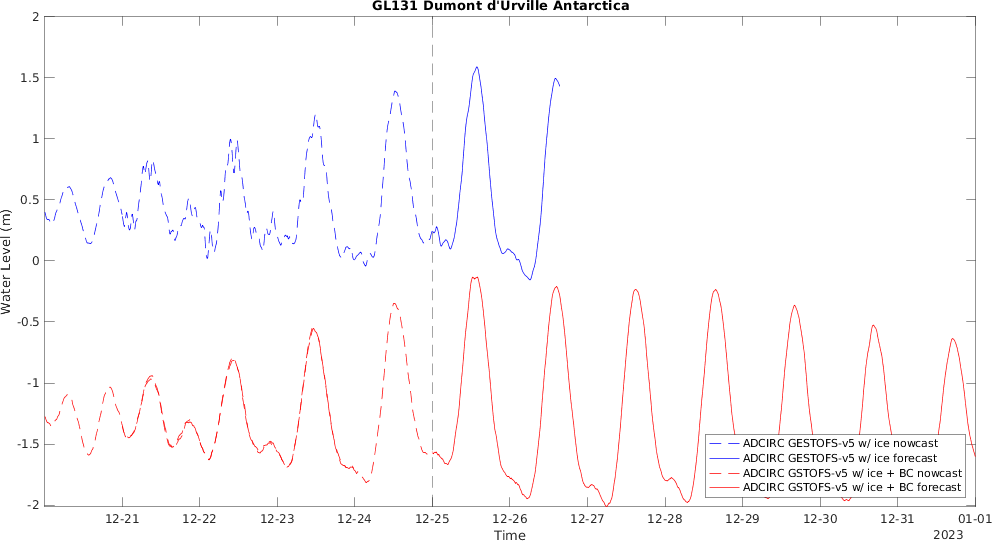 GL131 Dumont d'Urville Antarctica
2
1.5
1
0.5
0
-0.5
-1
-1.5
-2
Water Level (m)
ADCIRC GESTOFS-v5 w/ ice nowcast
ADCIRC GESTOFS-v5 w/ ice forecast
ADCIRC GSTOFS-v5 w/ ice + BC nowcast
ADCIRC GSTOFS-v5 w/ ice + BC forecast
12-21 12-22 12-23 12-24 12-25 12-26 12-27 12-28 12-29 12-30 12-31 01-01
Time
2023